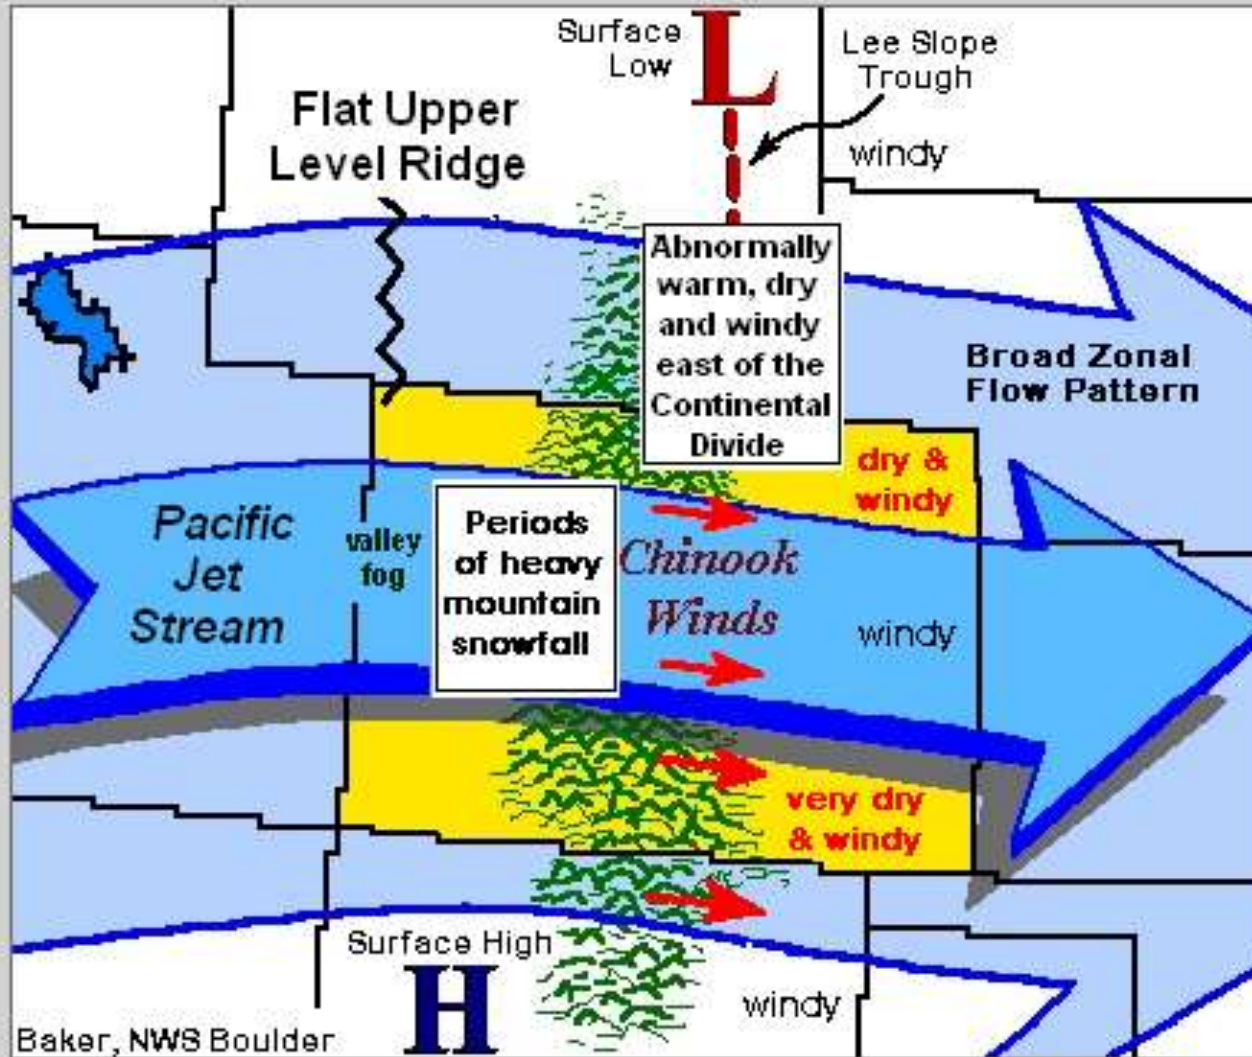 Surface
Low
L
Lee Slope
Trough
windy
Flat Upper
Level Ridge
Abnormally
warm, dry
and windy
east of the
Continental
Divide
Broad Zonal
Flow Pattern
dry &
windy
Pacific
Jet
Stream
valley
fog
Periods
of heavy
mountain
snowfall
Chinook
Winds
windy
very dry
& windy
Surface High
H
windy
Baker, NWS Boulder